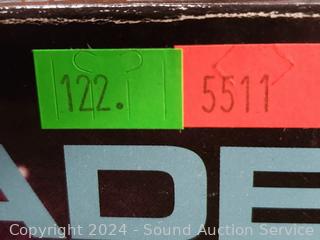 122. 5511
ADE
Copyright © 2024 - Sound Auction Service